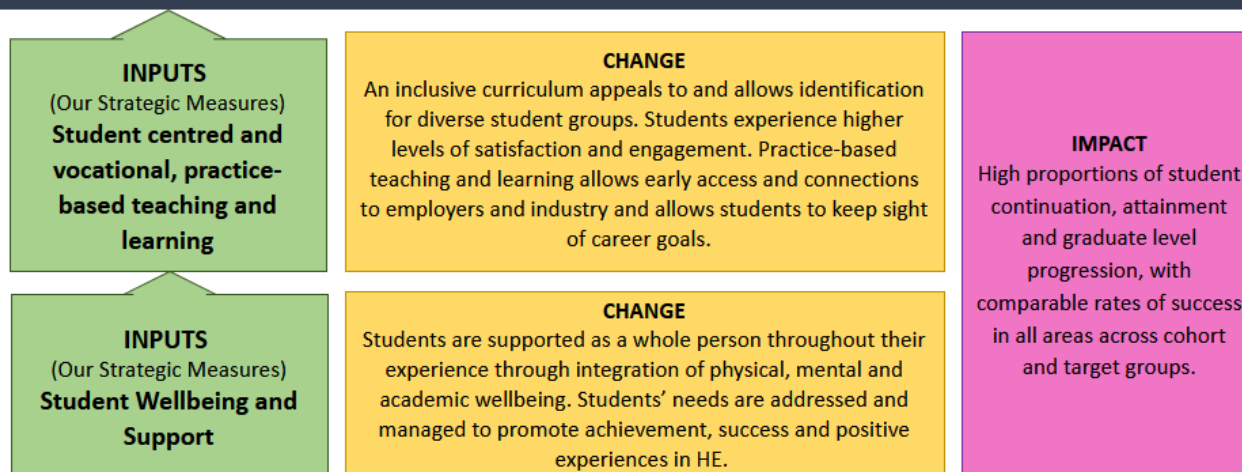 INPUTS
(Our Strategic Measures)
Student centred and
vocational, practice-
based teaching and
learning
CHANGE
An inclusive curriculum appeals to and allows identification
for diverse student groups. Students experience higher
levels of satisfaction and engagement. Practice-based
teaching and learning allows early access and connections
to employers and industry and allows students to keep sight
of career goals.
INPUTS
(Our Strategic Measures)
Student Wellbeing and
Support
CHANGE
Students are supported as a whole person throughout their
experience through integration of physical, mental and
academic wellbeing. Students’ needs are addressed and
managed to promote achievement, success and positive
experiences in HE.
IMPACT
High proportions of student
continuation, attainment
and graduate level
progression, with
comparable rates of success
in all areas across cohort
and target groups.